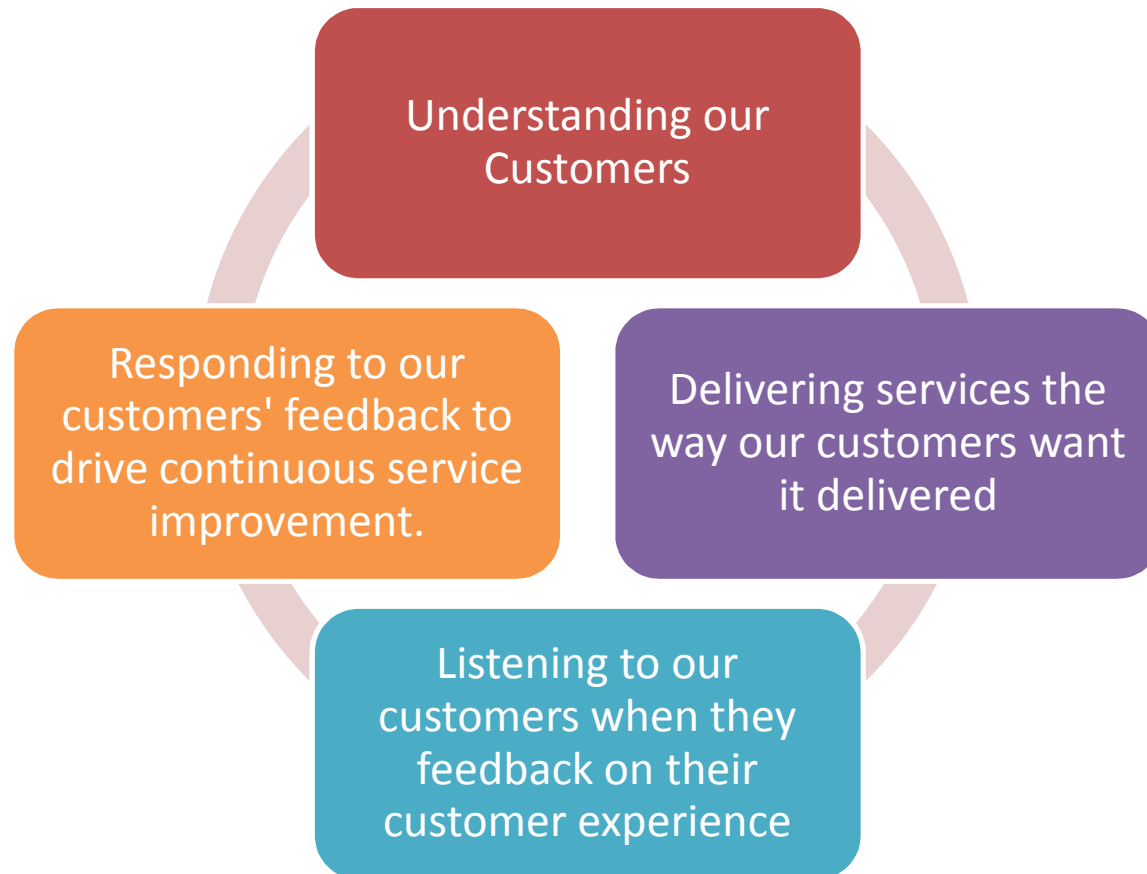 Understanding our
Customers
Responding to our
customers' feedback to
drive continuous service
improvement.
Delivering services the
way our customers want
it delivered
Listening to our
customers when they
feedback on their
customer experience